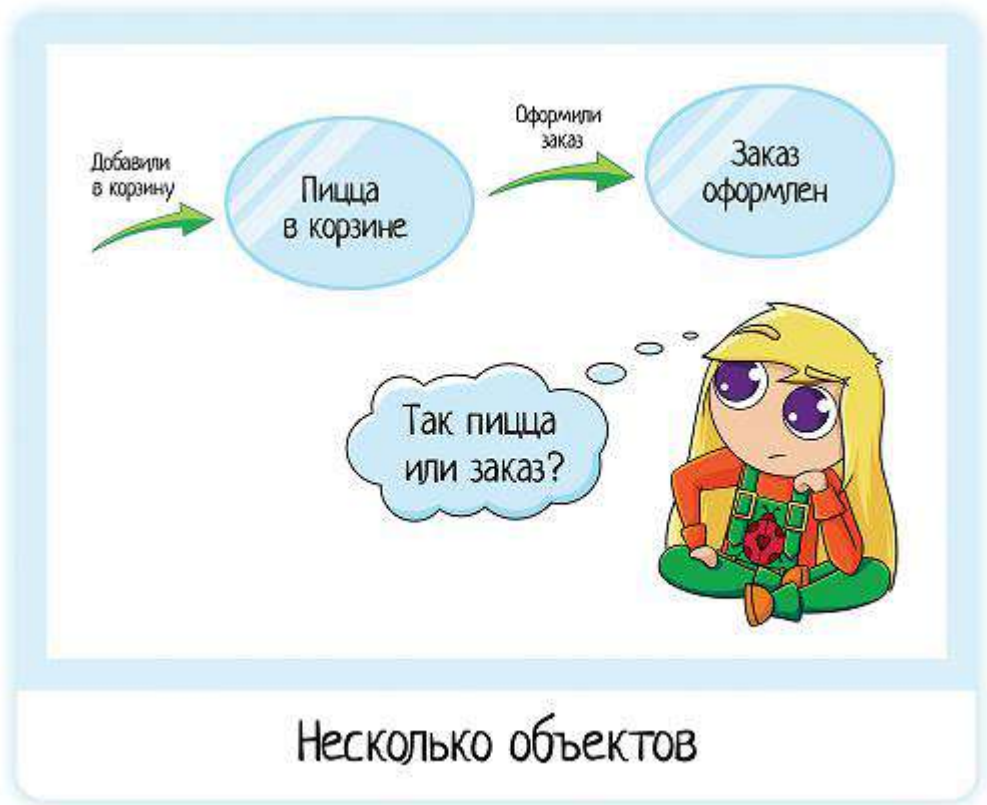 Добавили
в корзину
Пицца
в корзине
Оформили
заказ
Заказ
оформлен
Так пицца
или заказ?
Несколько объектов